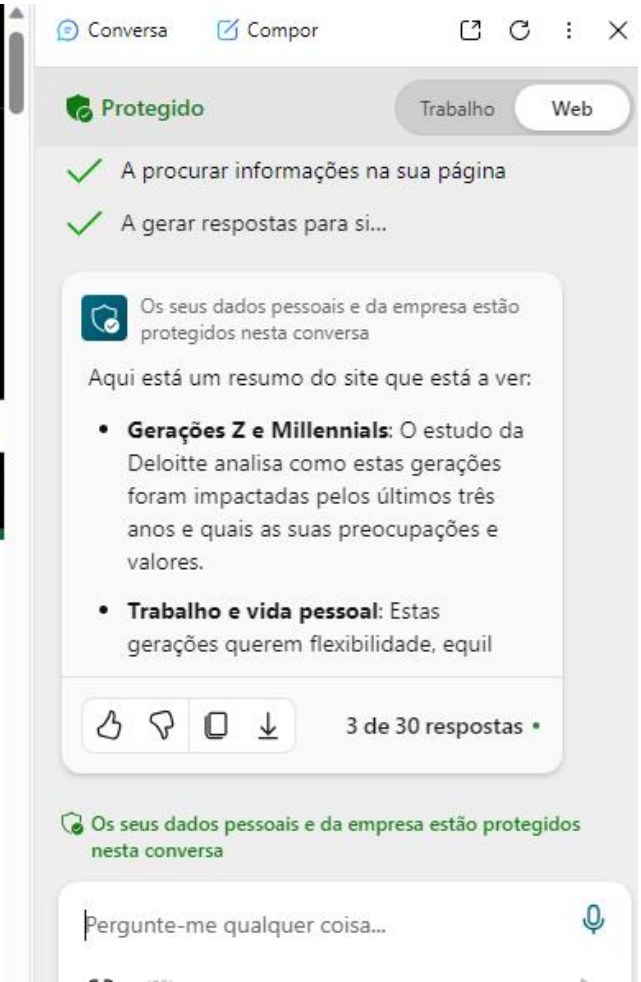 Conversa Compor
Protegido Trabalho Web
A procurar informações na sua página
A gerar respostas para si...
Os seus dados pessoais e da empresa estão
protegidos nesta conversa
Aqui está um resumo do site que está a ver:
• Gerações Z e Millennials: O estudo da
Deloitte analisa como estas gerações
foram impactadas pelos últimos três
anos e quais as suas preocupações e
valores.
• Trabalho e vida pessoal: Estas
gerações querem flexibilidade, equil
3 de 30 respostas •
Os seus dados pessoais e da empresa estão protegidos
nesta conversa
Pergunte-me qualquer coisa...